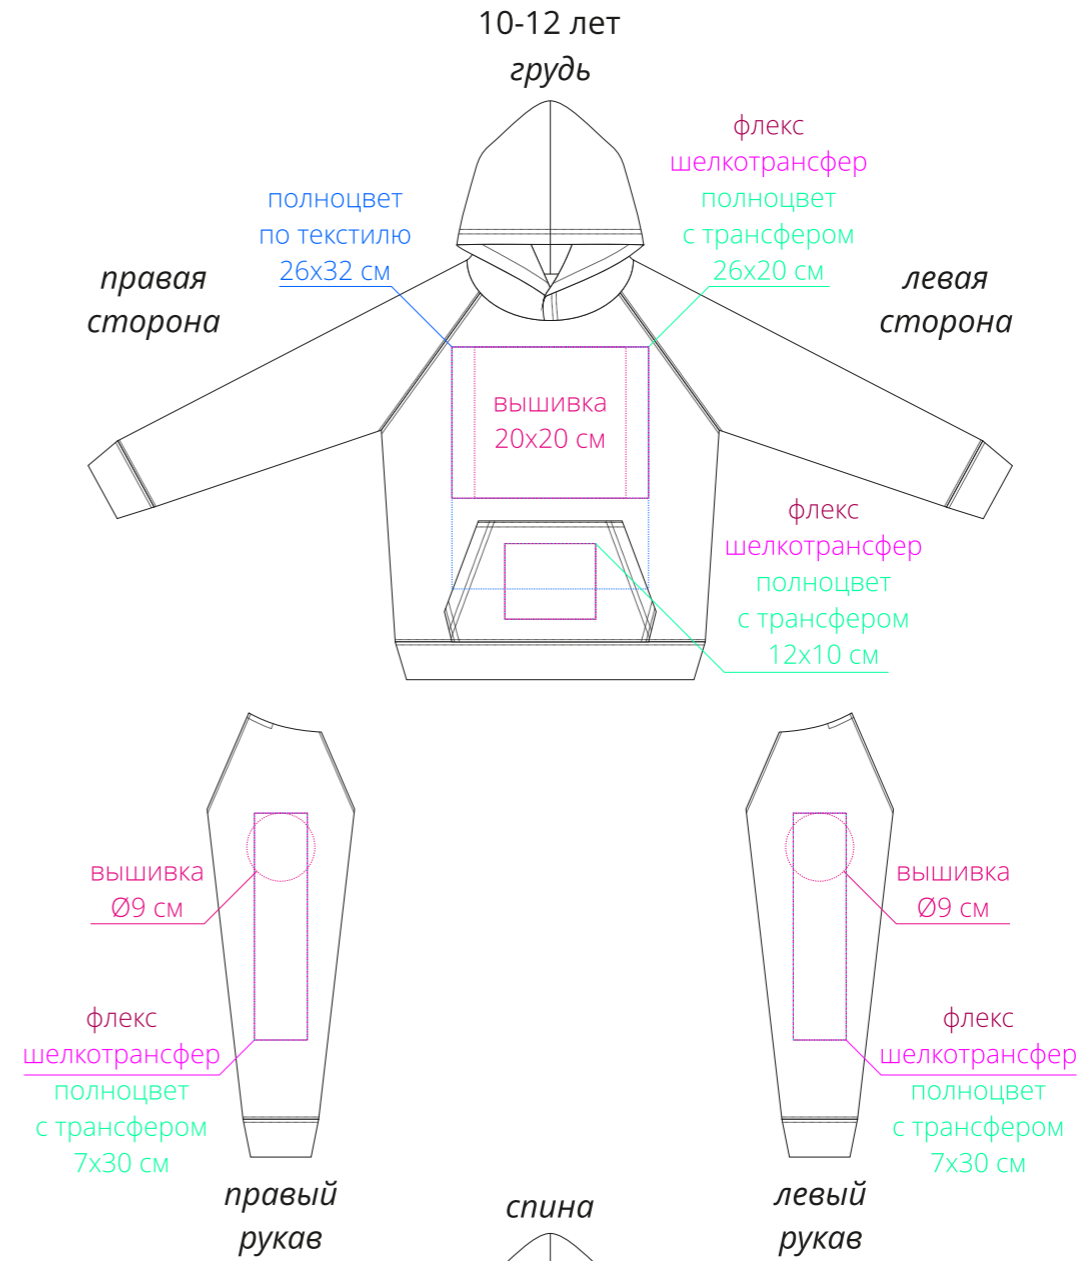 10-12 лет
грудь
флекс
шелкотрансфер
полноцвет
с трансфером
26x20 см
полноцвет
по текстилю
26x32 см
правая
сторона
левая
сторона
вышивка
20x20 см
флекс
шелкотрансфер
полноцвет
с трансфером
12x10 см
вышивка
Ø9 см
вышивка
Ø9 см
флекс
шелкотрансфер
полноцвет
с трансфером
7x30 см
флекс
шелкотрансфер
полноцвет
с трансфером
7x30 см
правый
рукав
спина
левый
рукав